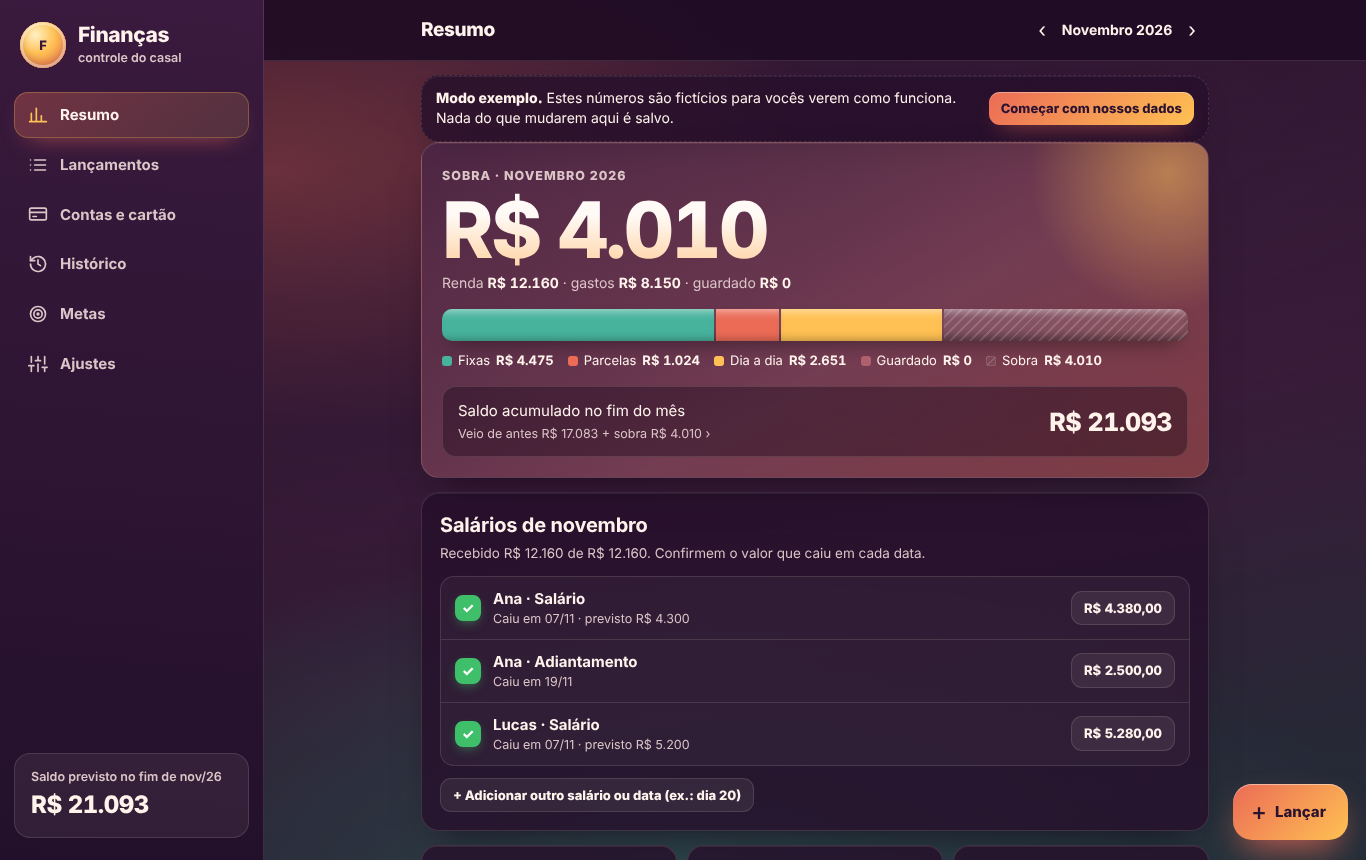 F
Finanças
controle do casal
Resumo
Lançamentos
Contas e cartão
Histórico
Metas
Ajustes
Saldo previsto no fim de nov/26
R$ 21.093
Resumo
‹ Novembro 2026 ›
Modo exemplo. Estes números são fictícios para vocês verem como funciona.
Nada do que mudarem aqui é salvo.
Começar com nossos dados
SOBRA · NOVEMBRO 2026
R$ 4.010
Renda R$ 12.160 · gastos R$ 8.150 · guardado R$ 0
Fixas R$ 4.475 Parcelas R$ 1.024 Dia a dia R$ 2.651 Guardado R$ 0 Sobra R$ 4.010
Saldo acumulado no fim do mês
Veio de antes R$ 17.083 + sobra R$ 4.010 ›
R$ 21.093
Salários de novembro
Recebido R$ 12.160 de R$ 12.160. Confirmem o valor que caiu em cada data.
Ana · Salário
Caiu em 07/11 · previsto R$ 4.300
R$ 4.380,00
Ana · Adiantamento
Caiu em 19/11
R$ 2.500,00
Lucas · Salário
Caiu em 07/11 · previsto R$ 5.200
R$ 5.280,00
+ Adicionar outro salário ou data (ex.: dia 20)
+ Lançar